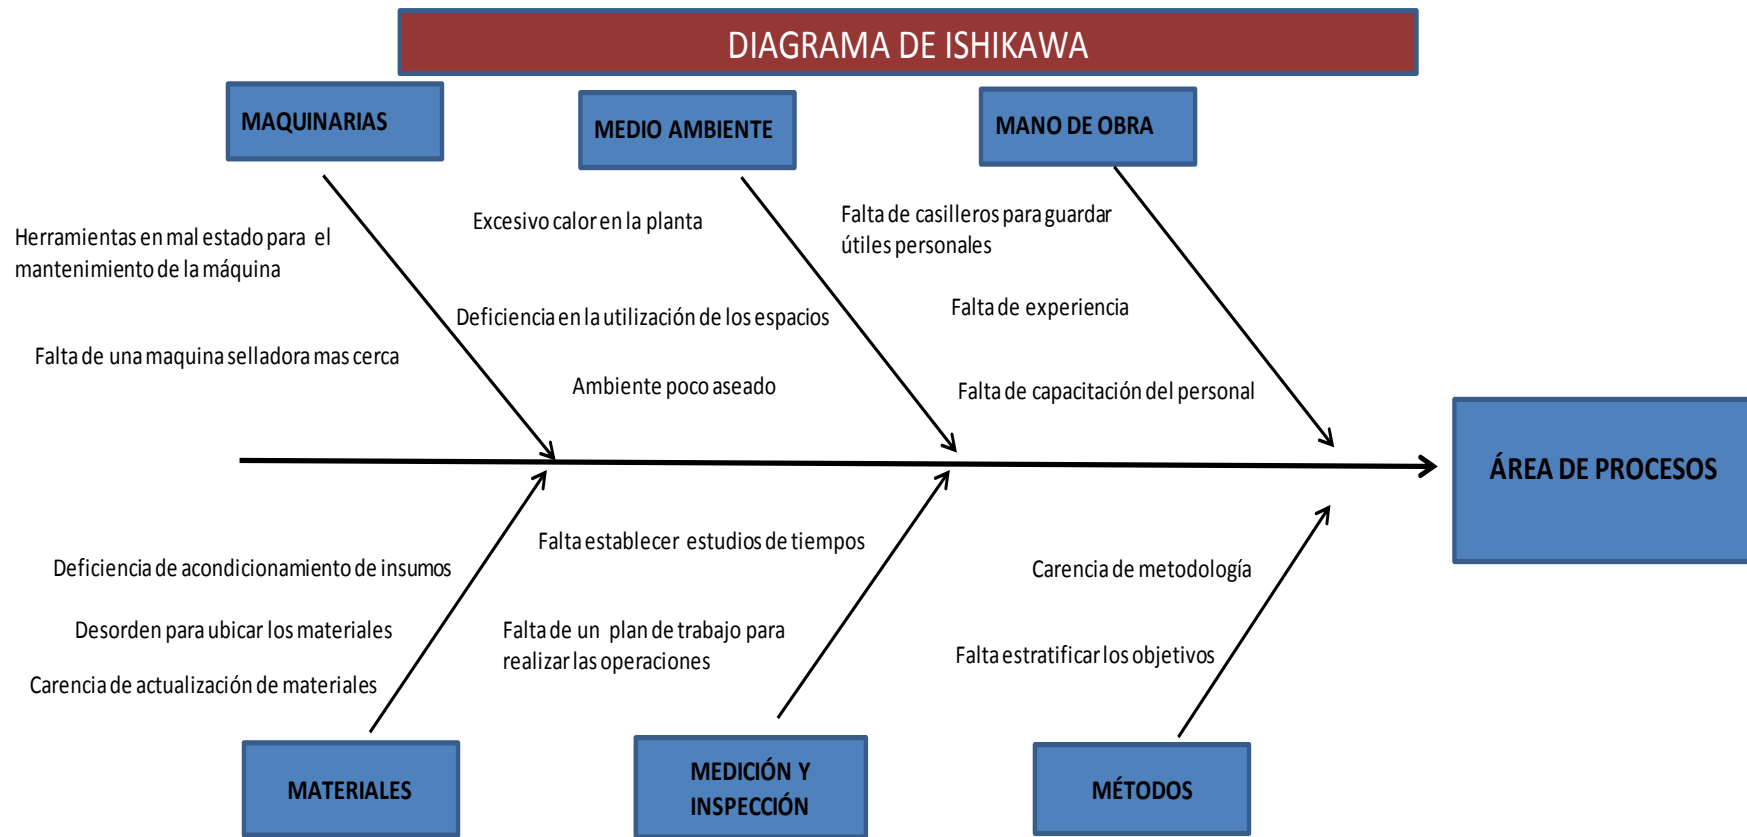 DIAGRAMA DE ISHIKAWA
MAQUINARIAS
MEDIO AMBIENTE
MANO DE OBRA
Herramientas en mal estado para el
mantenimiento de la máquina
Falta de una maquina selladora mas cerca
Excesivo calor en la planta
Deficiencia en la utilización de los espacios
Ambiente poco aseado
Falta de casilleros para guardar
útiles personales
Falta de experiencia
Falta de capacitación del personal
ÁREA DE PROCESOS
Deficiencia de acondicionamiento de insumos
Desorden para ubicar los materiales
Carencia de actualización de materiales
Falta establecer estudios de tiempos
Falta de un plan de trabajo para
realizar las operaciones
Carencia de metodología
Falta estratificar los objetivos
MATERIALES
MEDICIÓN Y
INSPECCIÓN
MÉTODOS